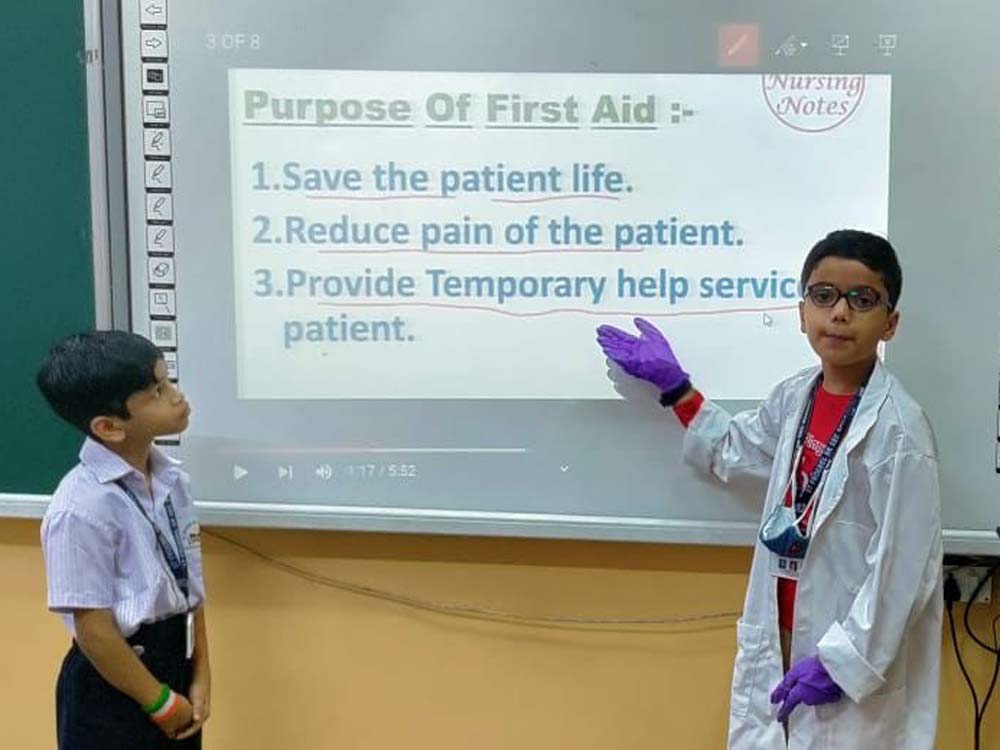 3 OF 8
Nursing
Notes
Purpose Of First Aid :-
1.Save the patient life.
2.Reduce pain of the patient.
3.Provide Temporary help servic
patient.
:17 / 5:52